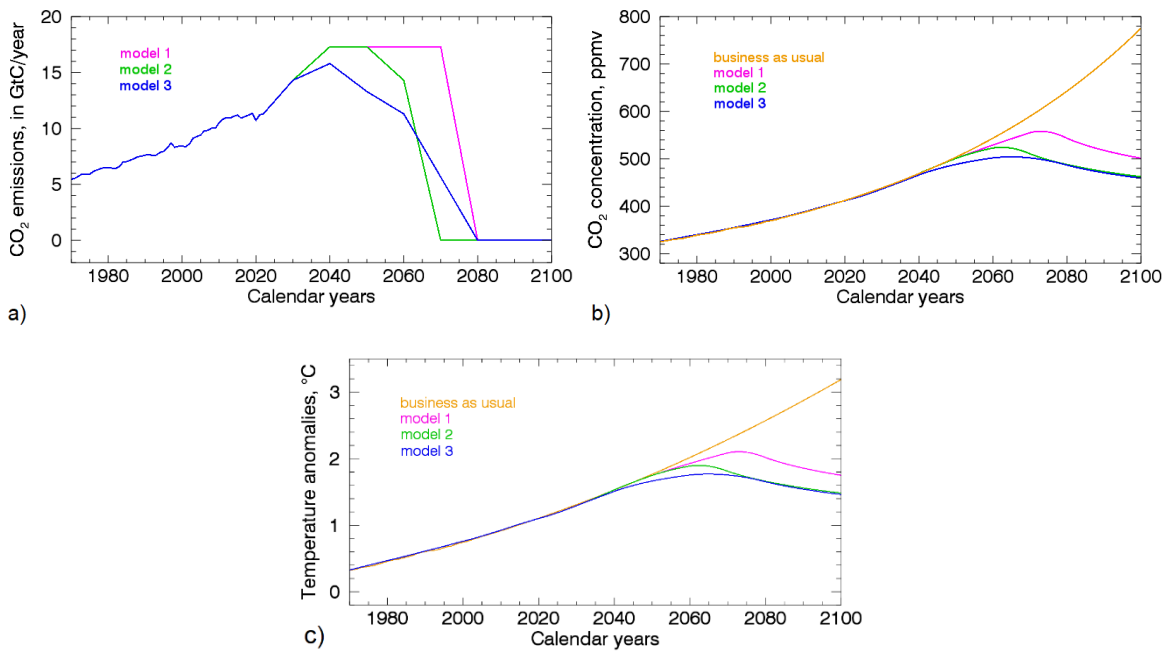 CO2 emissions, in GtC/year
20
15
10
5
0
model 1
model 2
model 3
1980 2000 2020 2040 2060 2080 2100
Calendar years
a)
CO2 concentration, ppmv
800
700
600
500
400
300
business as usual
model 1
model 2
model 3
1980 2000 2020 2040 2060 2080 2100
Calendar years
b)
Temperature anomalies, °C
3
2
1
0
business as usual
model 1
model 2
model 3
1980 2000 2020 2040 2060 2080 2100
Calendar years
c)